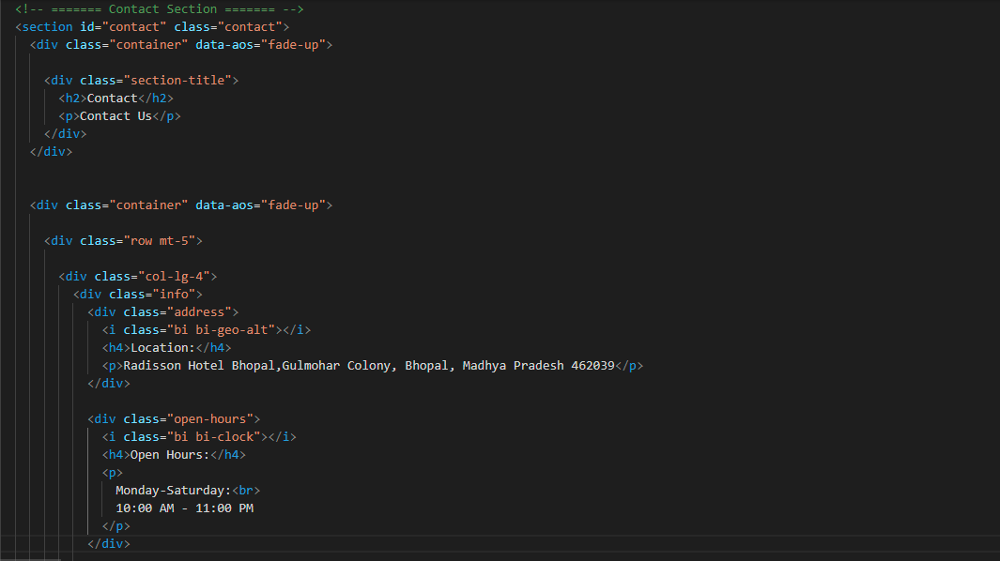 <!-- ======= Contact Section ======= -->
<section id="contact" class="contact">
<div class="container" data-aos="fade-up">
<div class="section-title">
<h2>Contact</h2>
<p>Contact Us</p>
</div>
</div>
<div class="container" data-aos="fade-up">
<div class="row mt-5">
<div class="col-lg-4">
<div class="info">
<div class="address">
<i class="bi bi-geo-alt"></i>
<h4>Location:</h4>
<p>Radisson Hotel Bhopal,Gulmohar Colony, Bhopal, Madhya Pradesh 462039</p>
</div>
<div class="open-hours">
<i class="bi bi-clock"></i>
<h4>Open Hours:</h4>
<p>
Monday-Saturday:<br>
10:00 AM - 11:00 PM
</p>
</div>